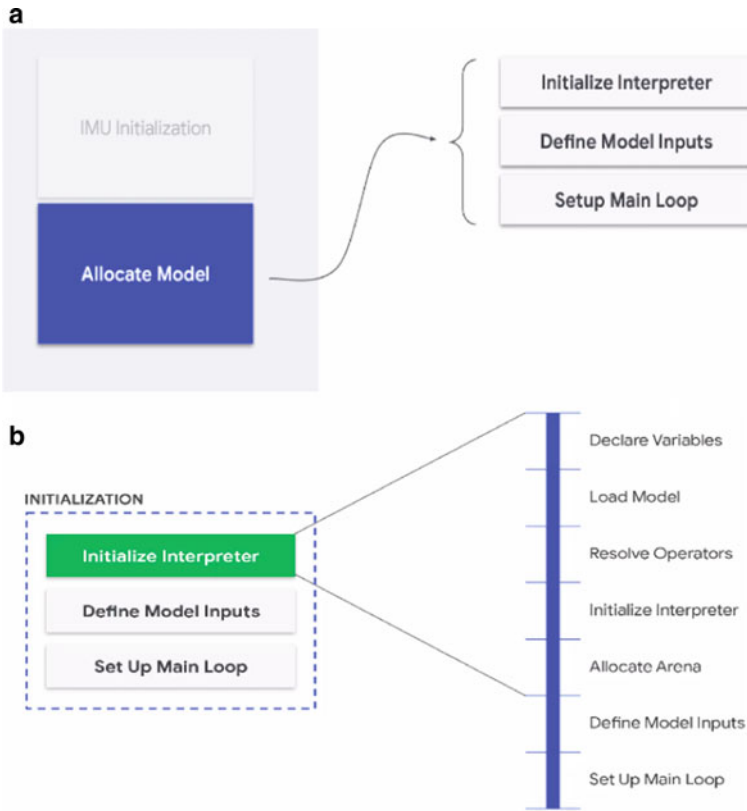 a
IMU Initialization
Allocate Model
Initialize Interpreter
Define Model Inputs
Setup Main Loop
b
INITIALIZATION
Initialize Interpreter
Define Model Inputs
Set Up Main Loop
Declare Variables
Load Model
Resolve Operators
Initialize Interpreter
Allocate Arena
Define Model Inputs
Set Up Main Loop